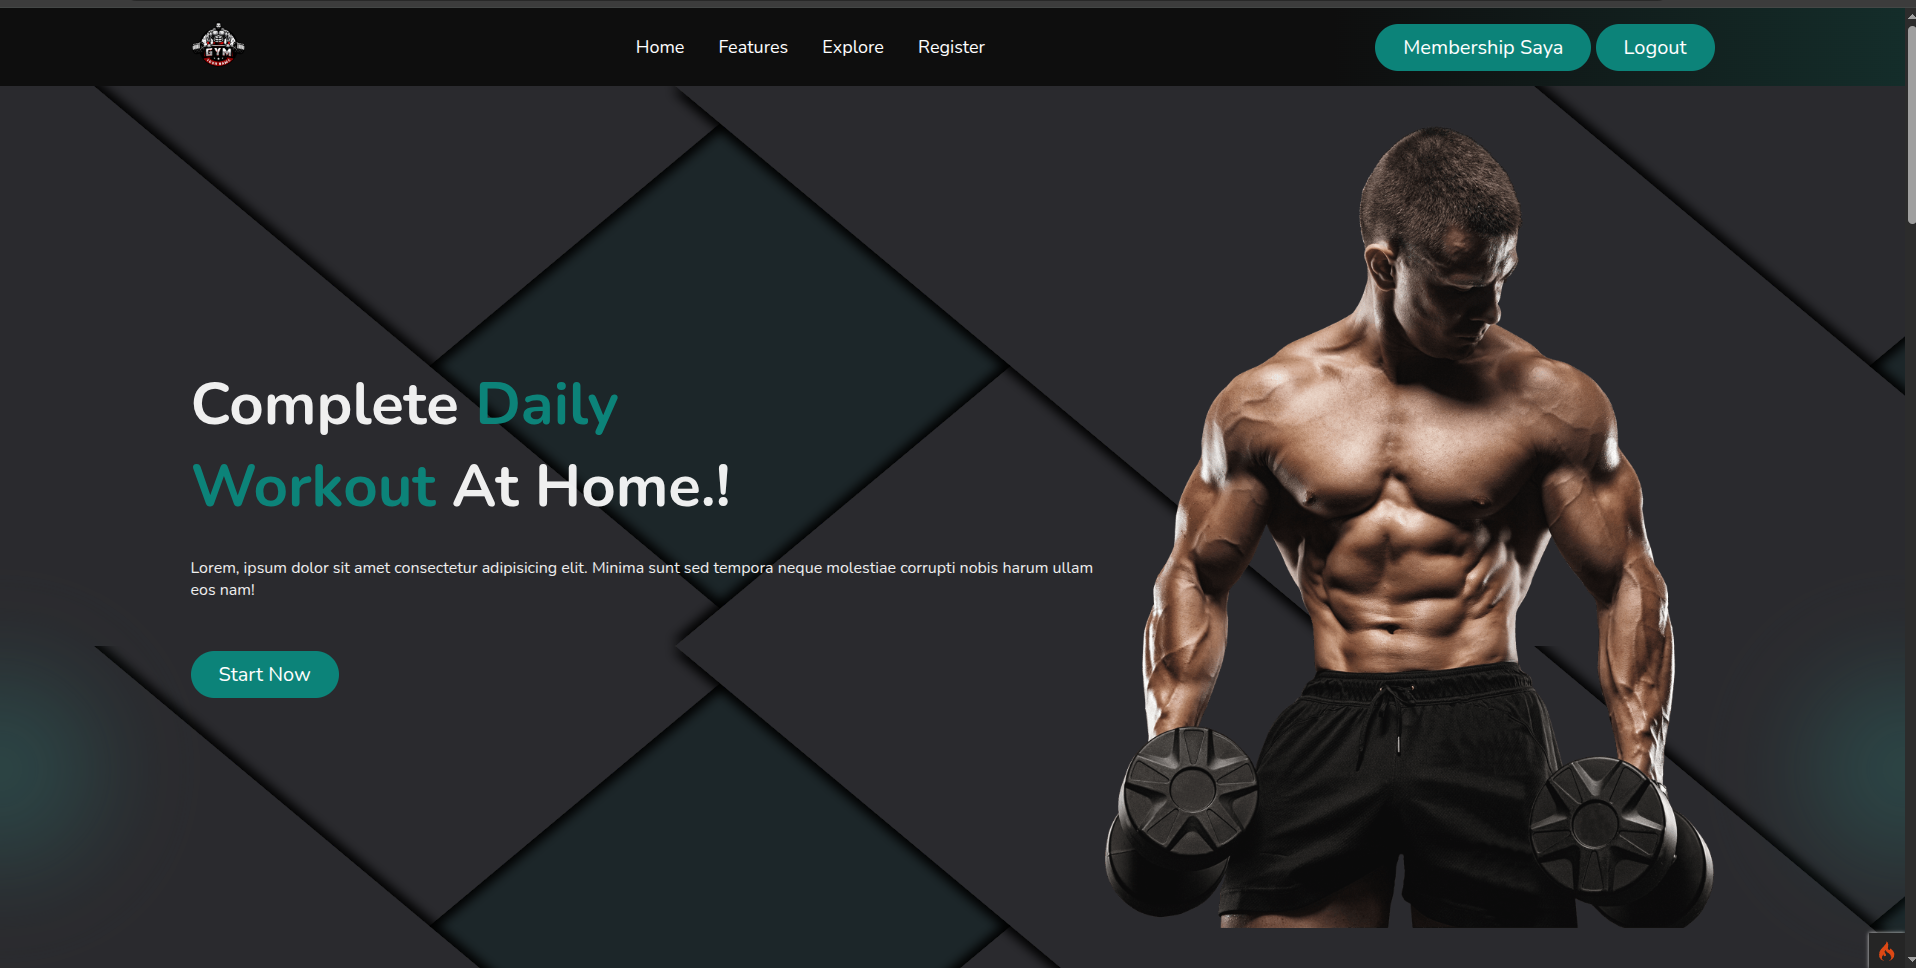 GYM
Home
Features
Explore
Register
Membership Saya
Logout
Complete Daily
Workout At Home.!
Lorem, ipsum dolor sit amet consectetur adipisicing elit. Minima sunt sed tempora neque molestiae corrupti nobis harum ullam
eos nam!
Start Now